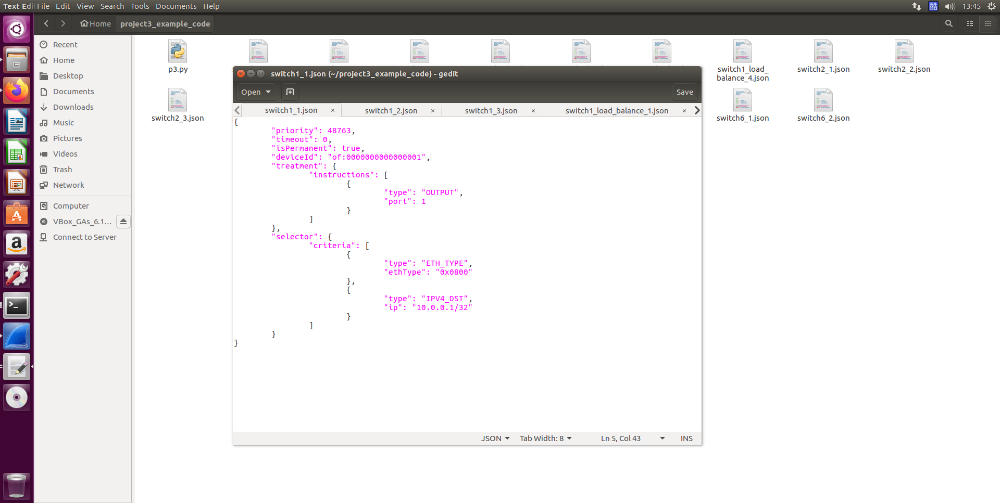 Text Edi File Edit View Search Tools Documents Help
酷 13:45
Home project3_example_code
Recent
Home
Desktop
Documents
Downloads
Music
Pictures
Videos
Trash
Network
Computer
VBox_GAs_6.1...
Connect to Server
p3.py
switch1_load_
balance_4.json
switch2_1.json
switch2_2.json
switch2_3.json
switch6_1.json
switch6_2.json
switch1_1.json (~/project3_example_code) - gedit
Open Save
switch1_1.json × switch1_2.json × switch1_3.json × switch1_load_balance_1.json ×
{
"priority": 48763,
"timeout": 0,
"isPermanent": true,
"deviceId": "of:0000000000000001",
"treatment": {
"instructions": [
{
"type": "OUTPUT",
"port": 1
}
]
},
"selector": {
"criteria": [
{
"type": "ETH_TYPE",
"ethType": "0x0800"
},
{
"type": "IPV4_DST",
"ip": "10.0.0.1/32"
}
]
}
}
JSON Tab Width: 8 Ln 5, Col 43 INS